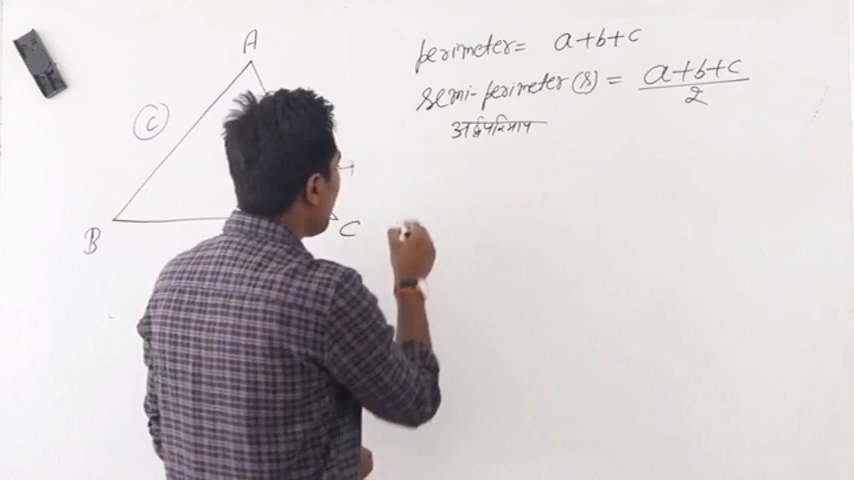 A
perimeter = a+b+c
semi-perimeter (s) = a+b+c / 2
अर्द्धपरिमाप
c
B
C